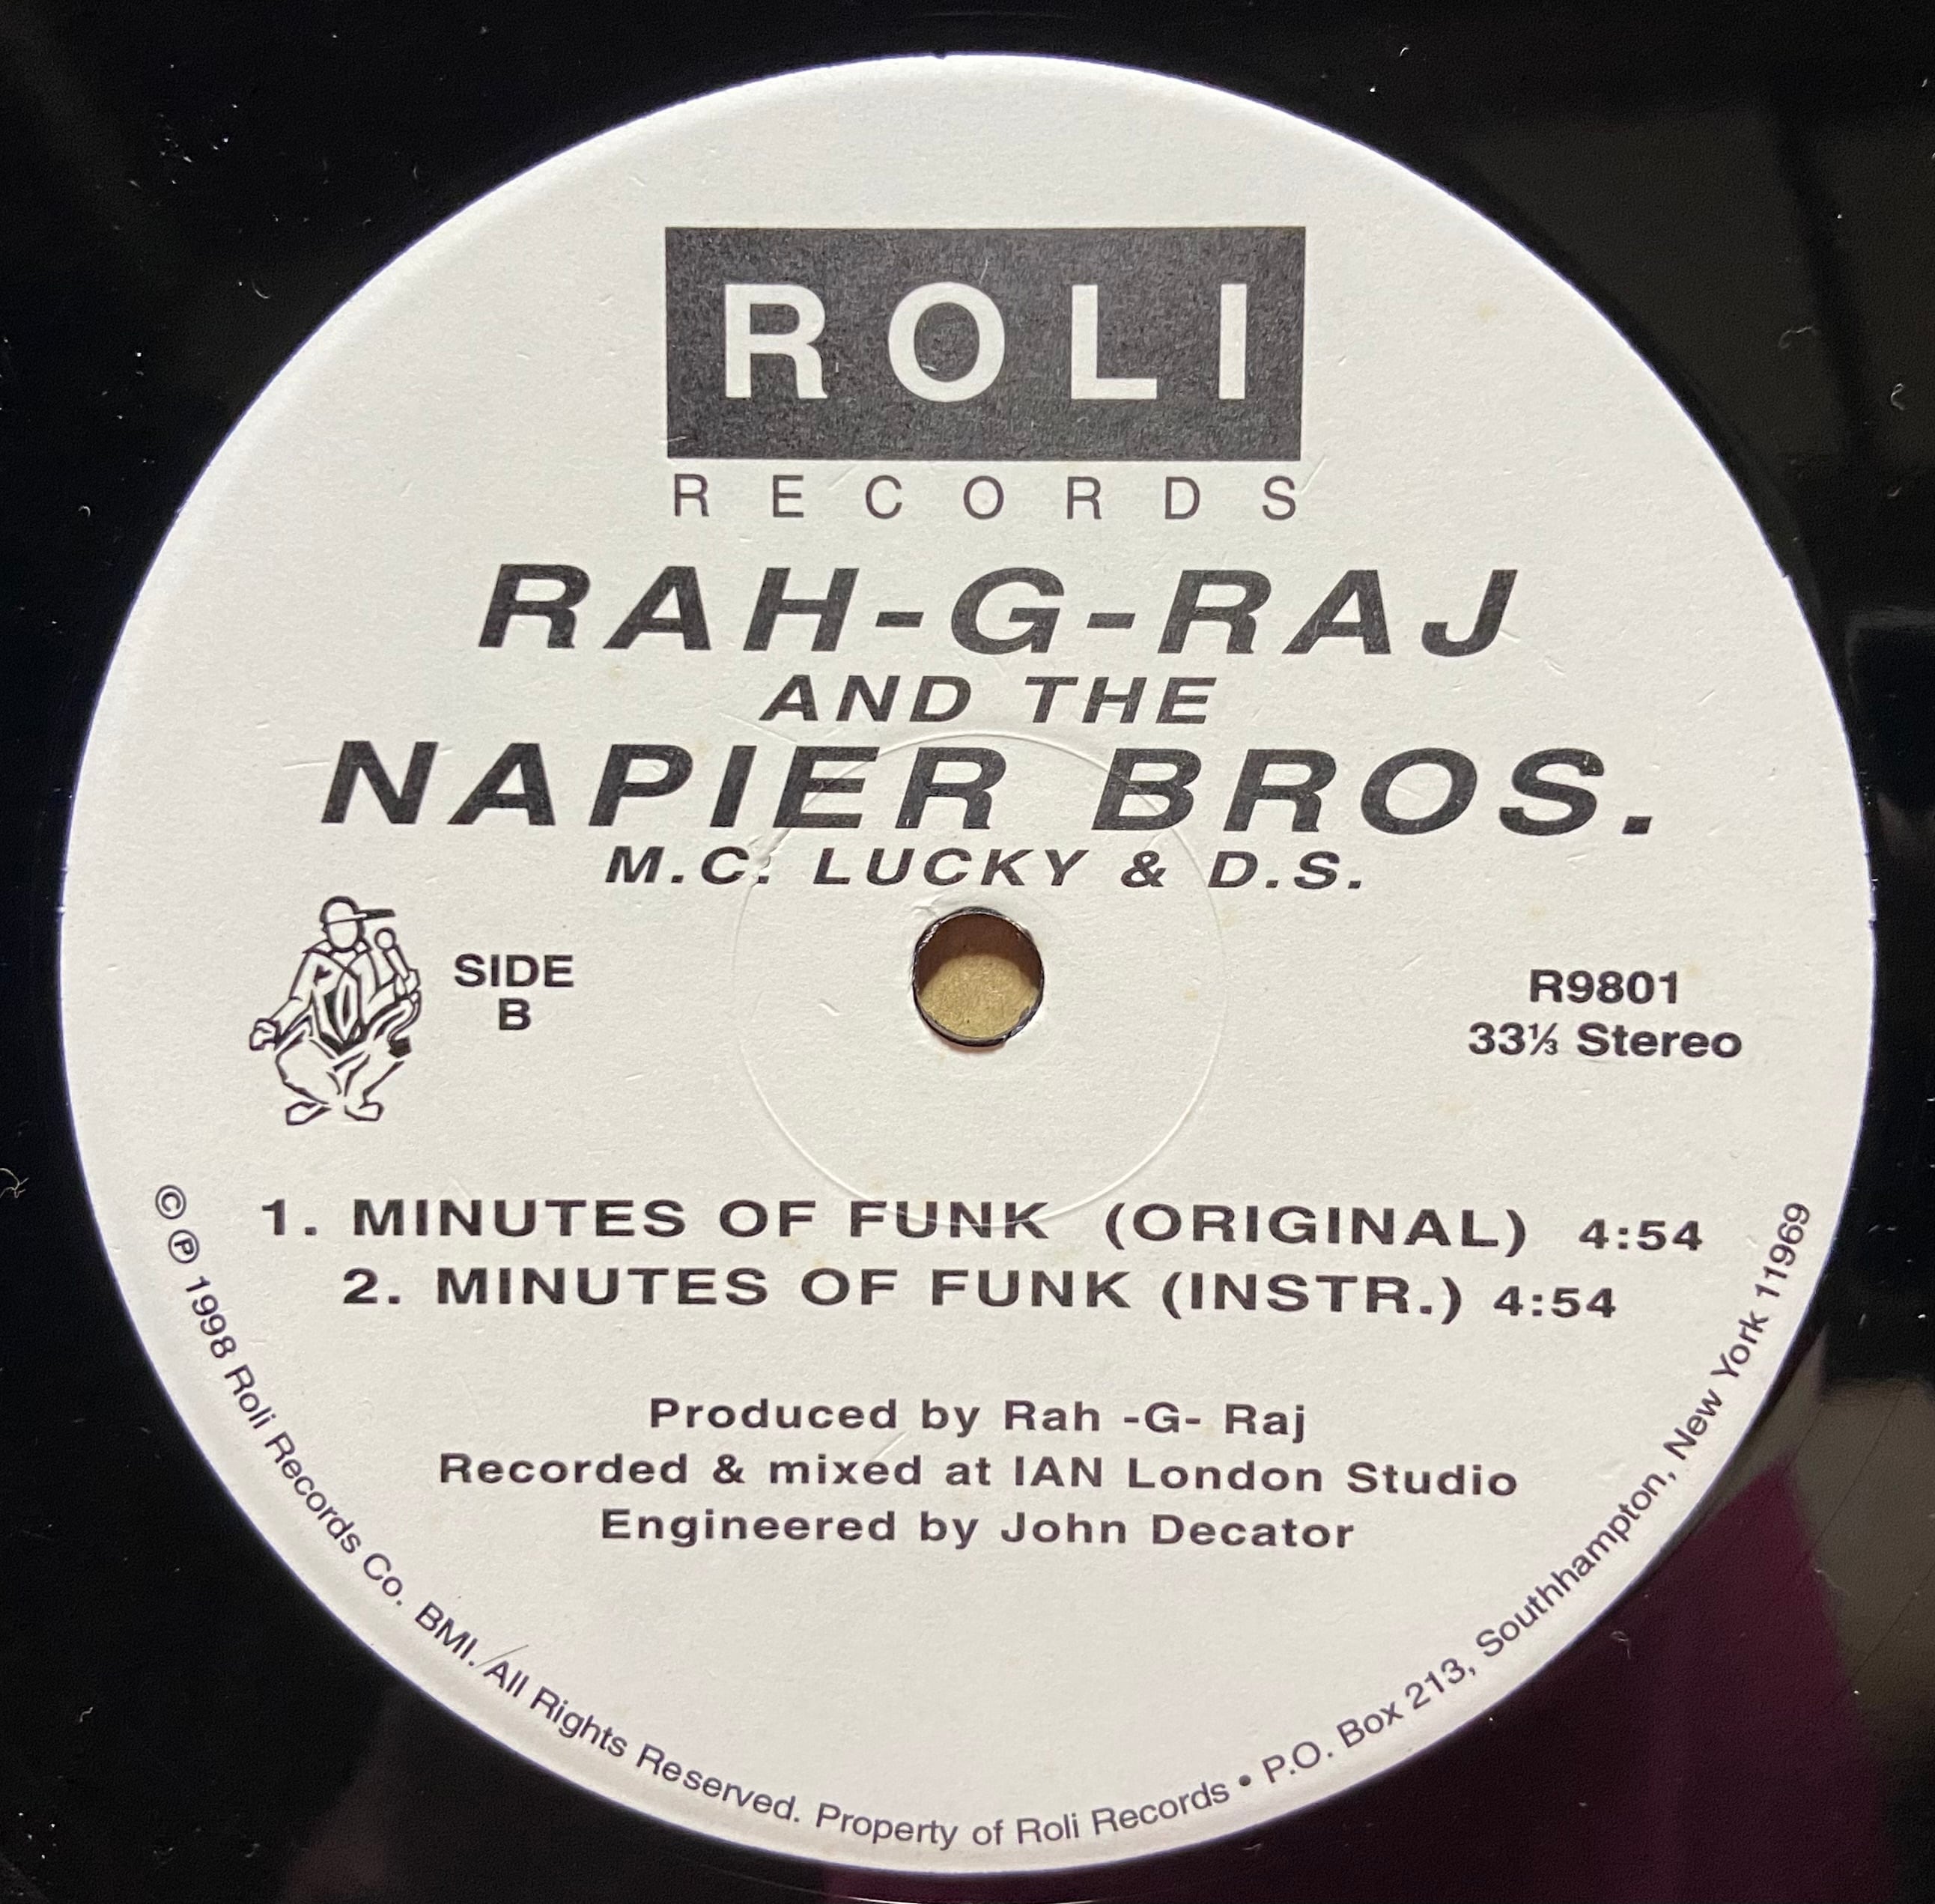 ROLI
RECORDS
RAH-G-RAJ
AND THE
NAPIER BROS.
M.C. LUCKY & D.S.
ROLI
SIDE
B
R9801
33⅓ Stereo
1. MINUTES OF FUNK (ORIGINAL) 4:54
2. MINUTES OF FUNK (INSTR.) 4:54
Produced by Rah -G- Raj
Recorded & mixed at IAN London Studio
Engineered by John Decator
© ℗ 1998 Roli Records Co. BMI. All Rights Reserved. Property of Roli Records • P.O. Box 213, Southhampton, New York 11969